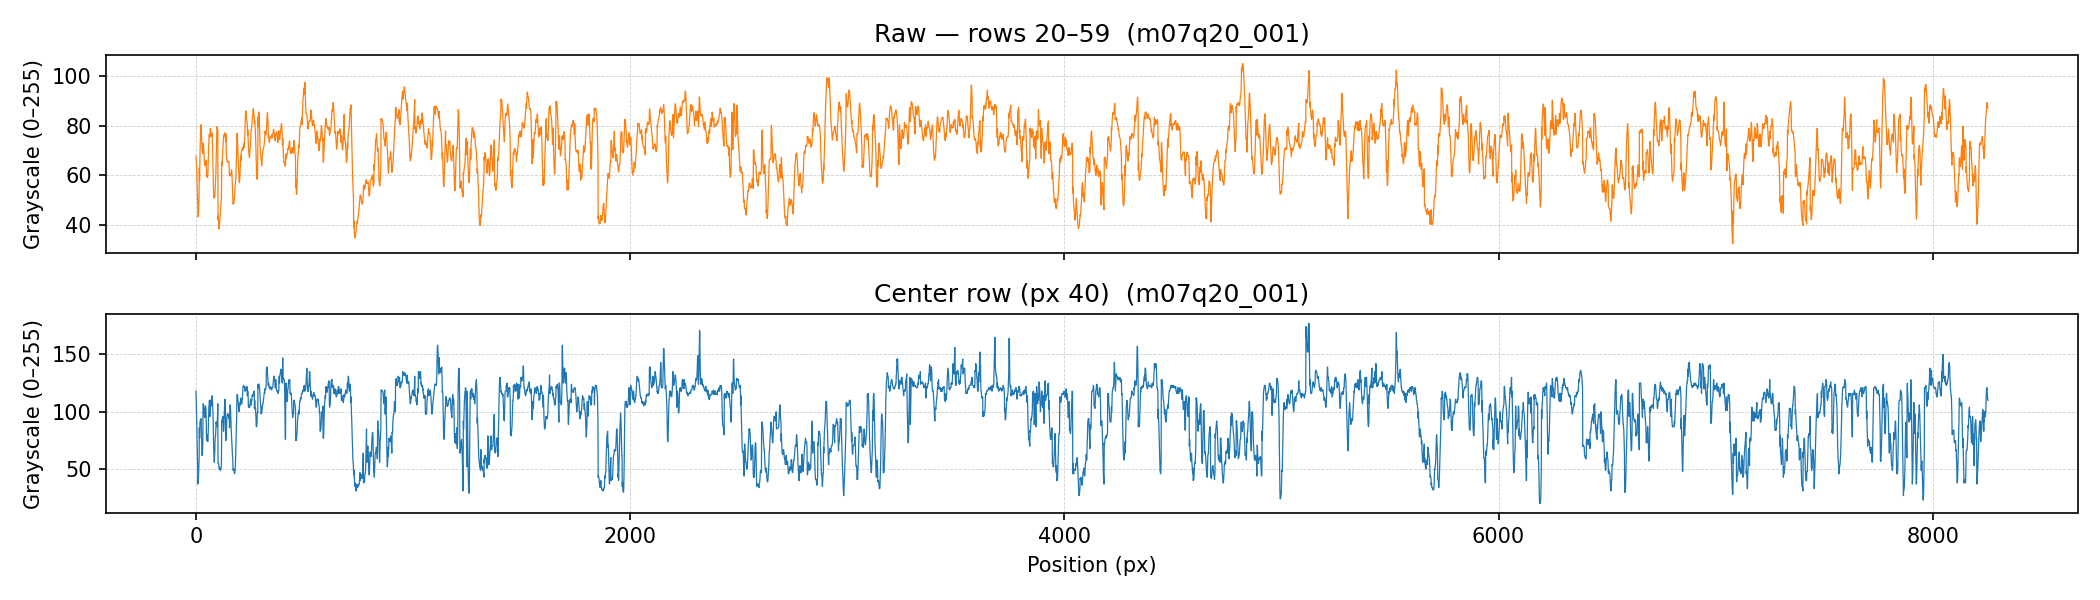 Raw — rows 20–59  (m07q20_001)
Grayscale (0–255)
100
80
60
40
Center row (px 40)  (m07q20_001)
Grayscale (0–255)
150
100
50
0
2000
4000
6000
8000
Position (px)